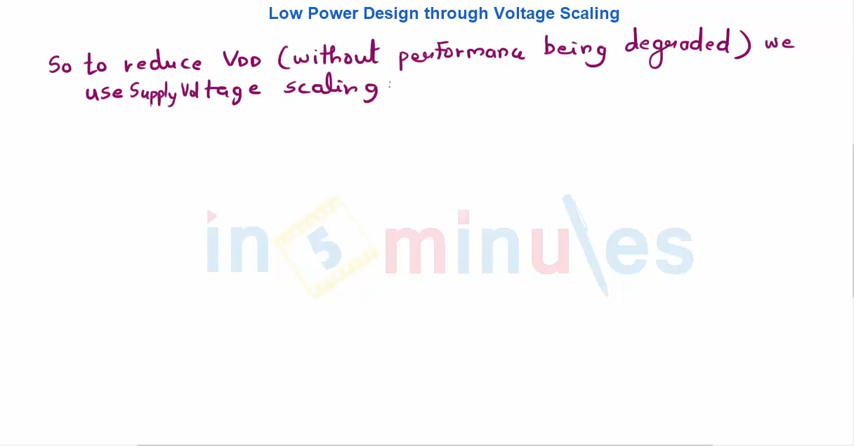 Low Power Design through Voltage Scaling
So to reduce VDD (without performance being degraded) we
use Supply Voltage scaling
in 5 minutes